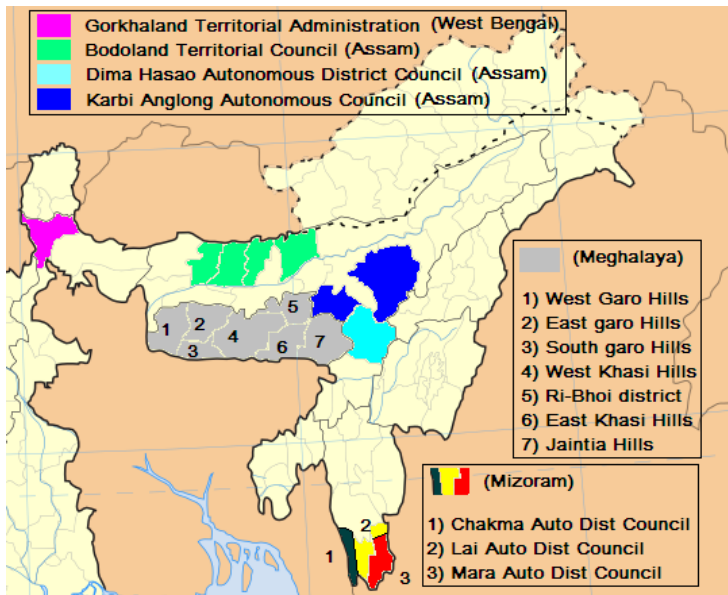 Gorkhaland Territorial Administration (West Bengal)
Bodoland Territorial Council (Assam)
Dima Hasao Autonomous District Council (Assam)
Karbi Anglong Autonomous Council (Assam)
(Meghalaya)
1) West Garo Hills
2) East garo Hills
3) South garo Hills
4) West Khasi Hills
5) Ri-Bhoi district
6) East Khasi Hills
7) Jaintia Hills
5
1
2
4
3
6
7
(Mizoram)
1) Chakma Auto Dist Council
2) Lai Auto Dist Council
3) Mara Auto Dist Council
2
1
3